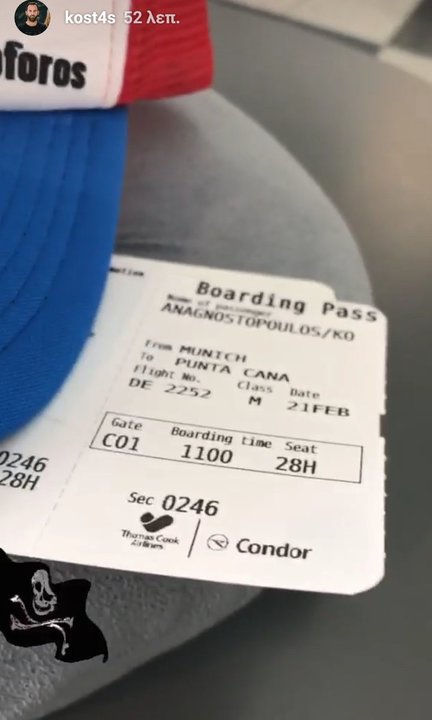 kost4s 52 λεπ.
foros
Boarding Pass
Name of passenger
ANAGNOSTOPOULOS/KO
From MUNICH
To PUNTA CANA
Flight No. Class Date
DE 2252 M 21FEB
Gate Boarding time Seat
C01 1100 28H
0246
28H
Sec 0246
Thomas Cook
Airlines
Condor